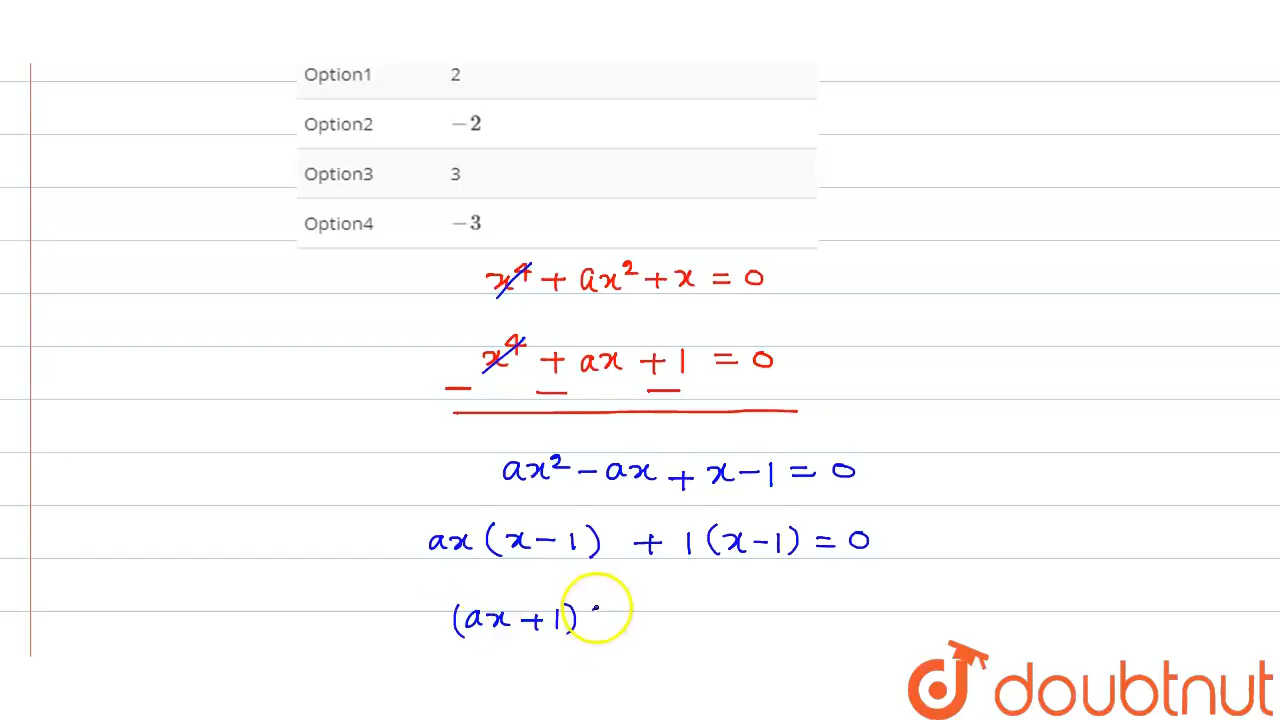 Option1 2
Option2 −2
Option3 3
Option4 −3
x⁴ + ax² + x = 0
x⁴ + ax + 1 = 0
− − −
ax² − ax + x − 1 = 0
ax(x − 1) + 1(x − 1) = 0
(ax + 1)
doubtnut